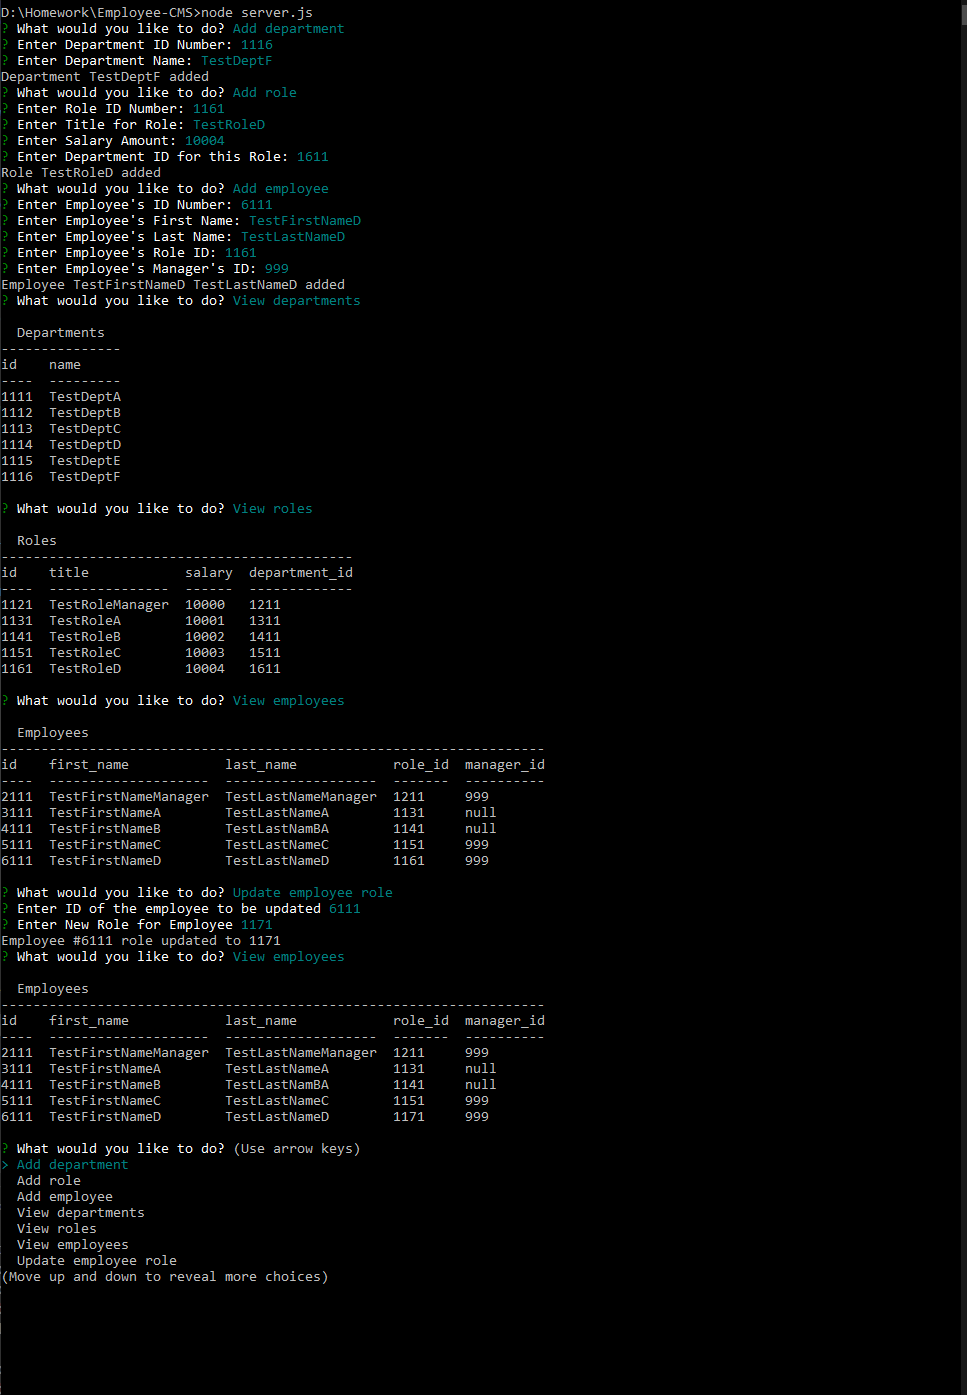 D:\Homework\Employee-CMS>node server.js
? What would you like to do? Add department
? Enter Department ID Number: 1116
? Enter Department Name: TestDeptF
Department TestDeptF added
? What would you like to do? Add role
? Enter Role ID Number: 1161
? Enter Title for Role: TestRoleD
? Enter Salary Amount: 10004
? Enter Department ID for this Role: 1611
Role TestRoleD added
? What would you like to do? Add employee
? Enter Employee's ID Number: 6111
? Enter Employee's First Name: TestFirstNameD
? Enter Employee's Last Name: TestLastNameD
? Enter Employee's Role ID: 1161
? Enter Employee's Manager's ID: 999
Employee TestFirstNameD TestLastNameD added
? What would you like to do? View departments
  Departments
---------------
id    name
----  ---------
1111  TestDeptA
1112  TestDeptB
1113  TestDeptC
1114  TestDeptD
1115  TestDeptE
1116  TestDeptF
? What would you like to do? View roles
  Roles
--------------------------------------------
id    title            salary  department_id
----  ---------------  ------  -------------
1121  TestRoleManager  10000   1211
1131  TestRoleA        10001   1311
1141  TestRoleB        10002   1411
1151  TestRoleC        10003   1511
1161  TestRoleD        10004   1611
? What would you like to do? View employees
  Employees
--------------------------------------------------------------------
id    first_name            last_name            role_id  manager_id
----  --------------------  -------------------  -------  ----------
2111  TestFirstNameManager  TestLastNameManager  1211     999
3111  TestFirstNameA        TestLastNameA        1131     null
4111  TestFirstNameB        TestLastNamBA        1141     null
5111  TestFirstNameC        TestLastNameC        1151     999
6111  TestFirstNameD        TestLastNameD        1161     999
? What would you like to do? Update employee role
? Enter ID of the employee to be updated 6111
? Enter New Role for Employee 1171
Employee #6111 role updated to 1171
? What would you like to do? View employees
  Employees
--------------------------------------------------------------------
id    first_name            last_name            role_id  manager_id
----  --------------------  -------------------  -------  ----------
2111  TestFirstNameManager  TestLastNameManager  1211     999
3111  TestFirstNameA        TestLastNameA        1131     null
4111  TestFirstNameB        TestLastNamBA        1141     null
5111  TestFirstNameC        TestLastNameC        1151     999
6111  TestFirstNameD        TestLastNameD        1171     999
? What would you like to do? (Use arrow keys)
> Add department
  Add role
  Add employee
  View departments
  View roles
  View employees
  Update employee role
(Move up and down to reveal more choices)